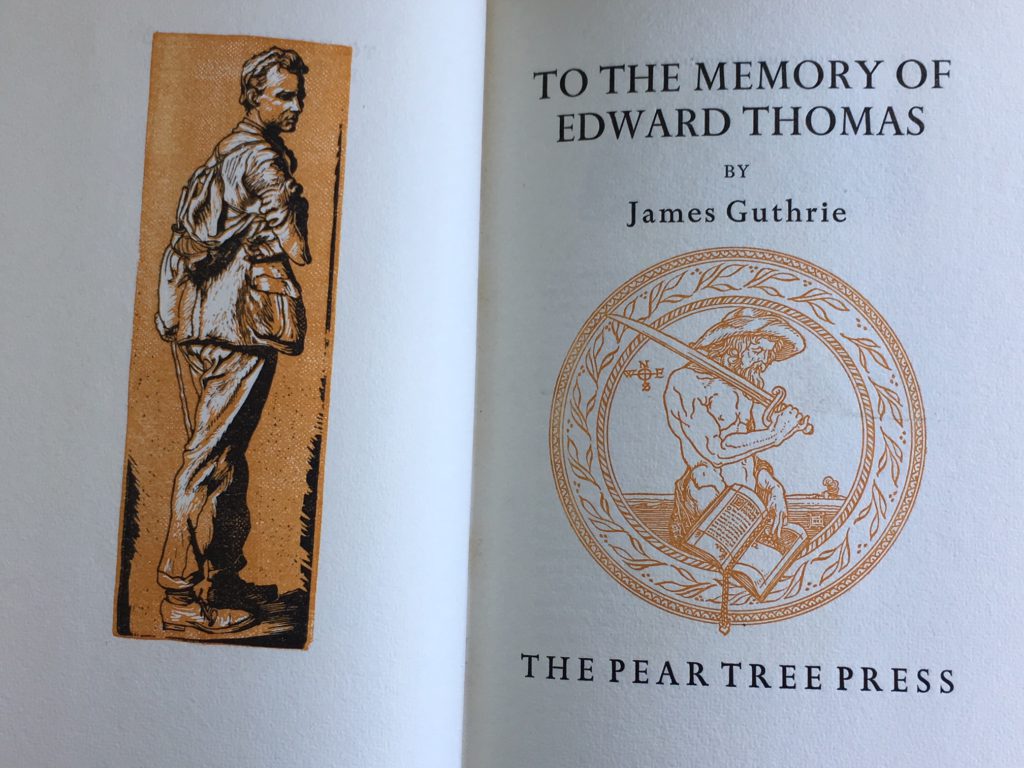 TO THE MEMORY OF
EDWARD THOMAS
BY
James Guthrie
N
W E
S
THE PEAR TREE PRESS